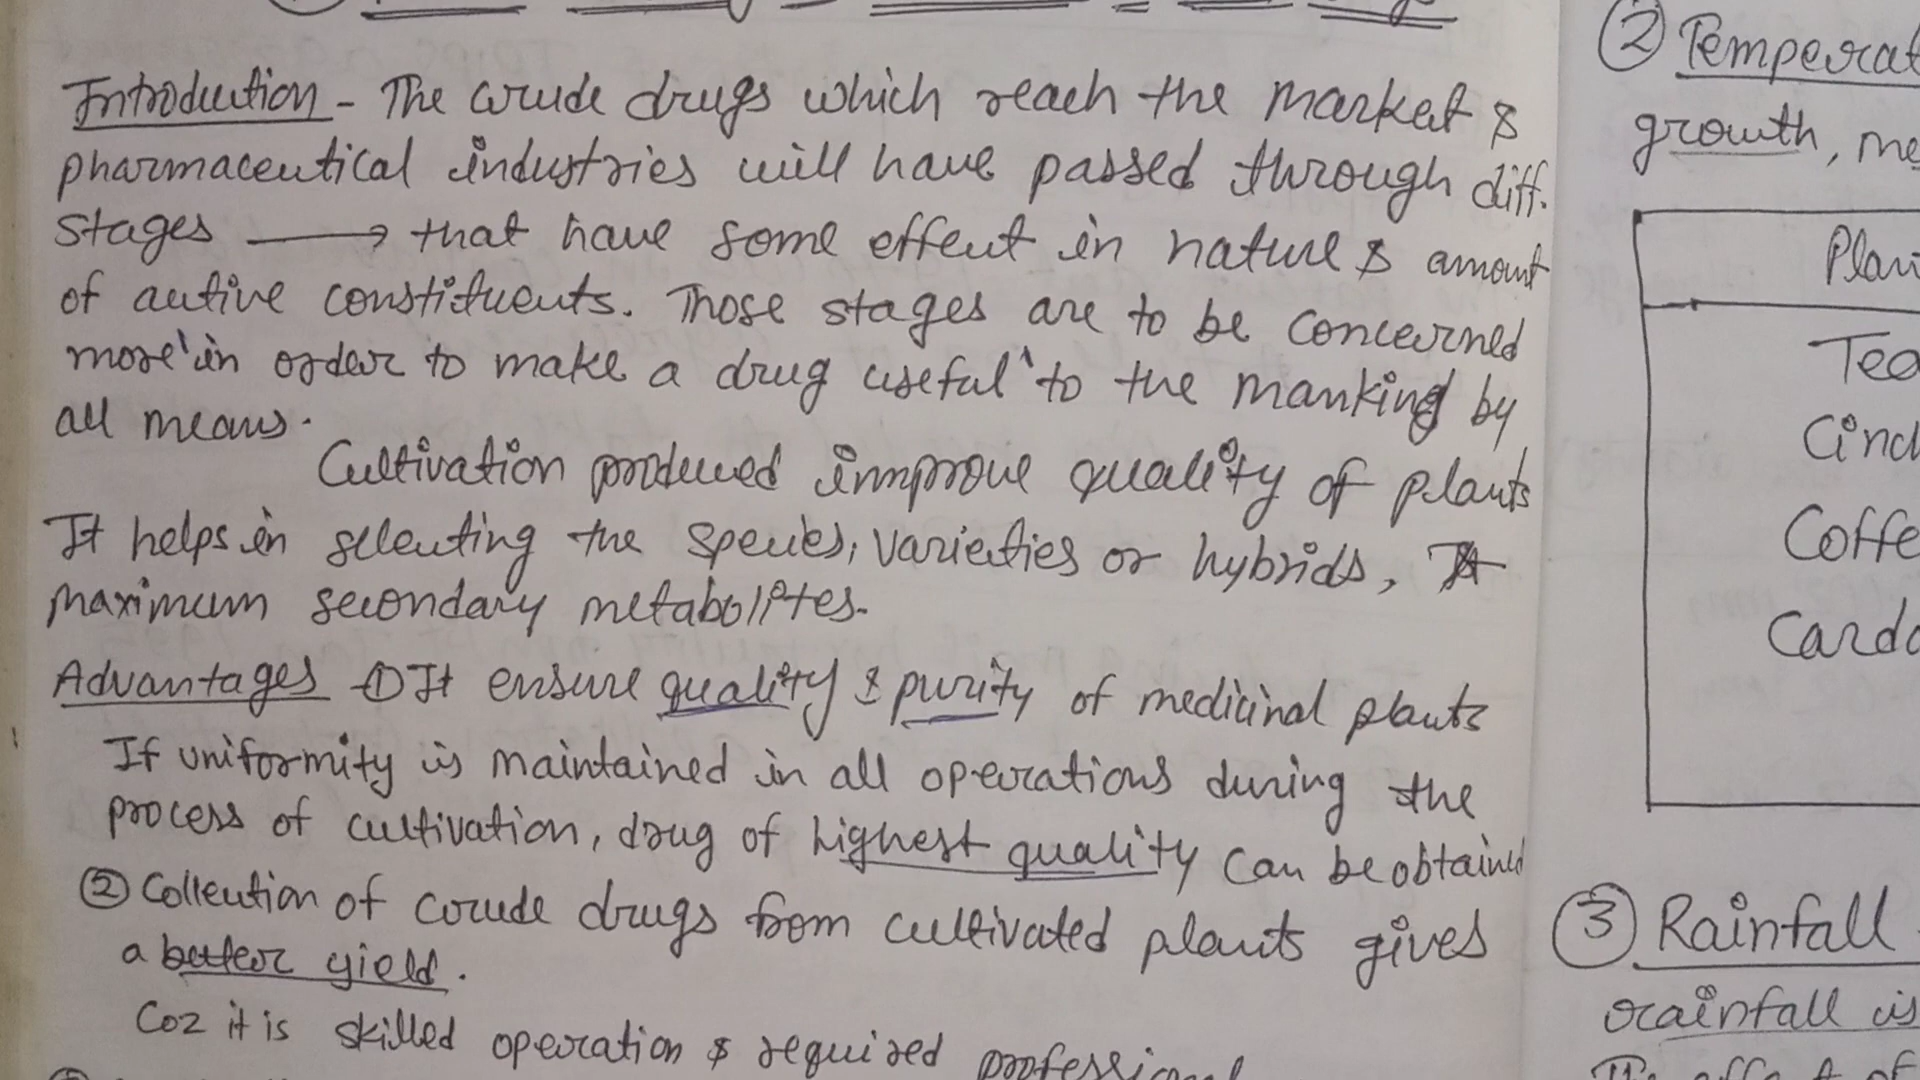 Introduction - The crude drugs which reach the market &
pharmaceutical industries will have passed through diff.
stages ⟶ that have some effect in nature & amount
of active constituents. Those stages are to be concerned
more in order to make a drug useful to the manking by
all means.
Cultivation produced improve quality of plants
It helps in selecting the species, varieties or hybrids,
maximum secondary metabolites.
Advantages ① It ensure quality & purity of medicinal plants
If uniformity is maintained in all operations during the
process of cultivation, drug of highest quality can be obtained
② Collection of crude drugs from cultivated plants gives
a better yield.
Coz it is skilled operation & required professional
② Temperat
growth, me
Plan
Tea
Cinc
Coffe
Carda
③ Rainfall
rainfall is
The effect of